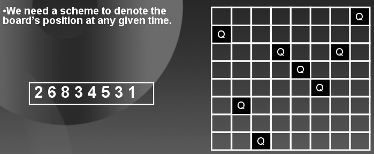 •We need a scheme to denote the
board's position at any given time.
2 6 8 3 4 5 3 1
Q
Q
Q Q
Q
Q
Q
Q